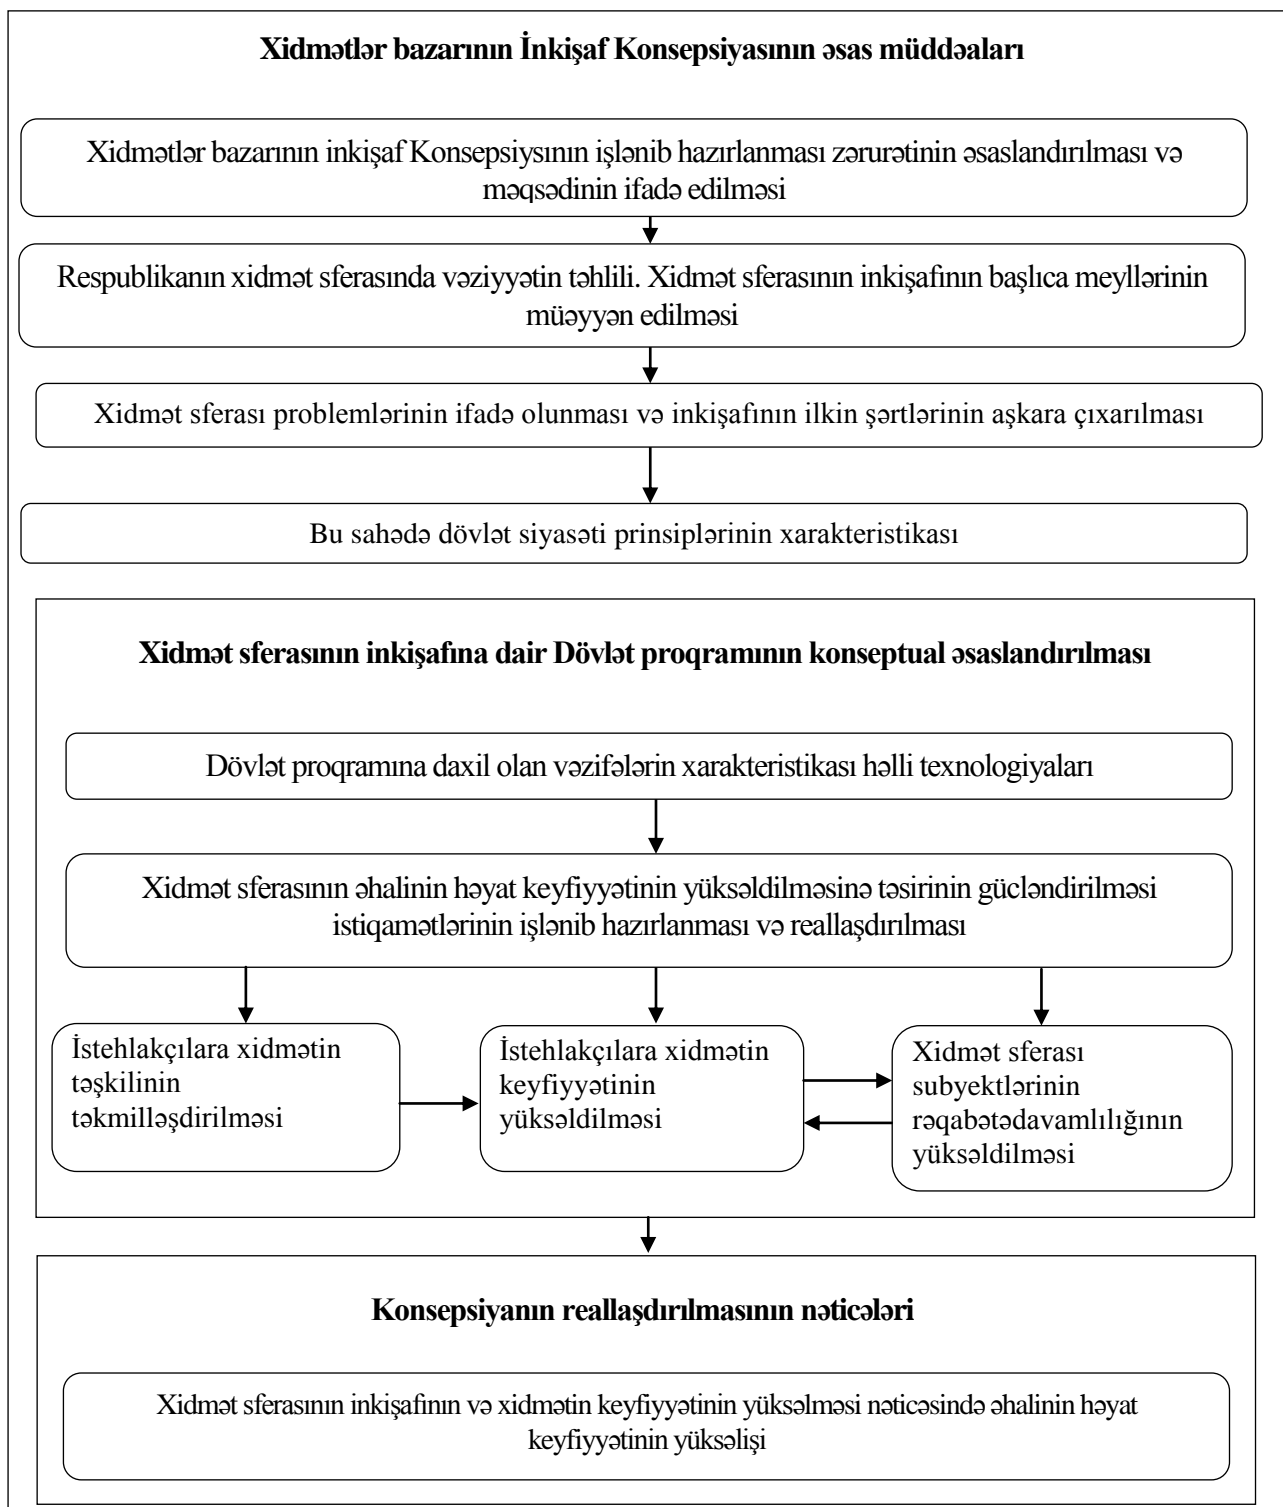 Xidmətlər bazarının İnkişaf Konsepsiyasının əsas müddəaları
Xidmətlər bazarının inkişaf Konsepsiysının işlənib hazırlanması zərurətinin əsaslandırılması və
məqsədinin ifadə edilməsi
Respublikanın xidmət sferasında vəziyyətin təhlili. Xidmət sferasının inkişafının başlıca meyllərinin
müəyyən edilməsi
Xidmət sferası problemlərinin ifadə olunması və inkişafının ilkin şərtlərinin aşkara çıxarılması
Bu sahədə dövlət siyasəti prinsiplərinin xarakteristikası
Xidmət sferasının inkişafına dair Dövlət proqramının konseptual əsaslandırılması
Dövlət proqramına daxil olan vəzifələrin xarakteristikası həlli texnologiyaları
Xidmət sferasının əhalinin həyat keyfiyyətinin yüksəldilməsinə təsirinin gücləndirilməsi
istiqamətlərinin işlənib hazırlanması və reallaşdırılması
İstehlakçılara xidmətin
təşkilinin
təkmilləşdirilməsi
İstehlakçılara xidmətin
keyfiyyətinin
yüksəldilməsi
Xidmət sferası
subyektlərinin
rəqabətədavamlılığının
yüksəldilməsi
Konsepsiyanın reallaşdırılmasının nəticələri
Xidmət sferasının inkişafının və xidmətin keyfiyyətinin yüksəlməsi nəticəsində əhalinin həyat
keyfiyyətinin yüksəlişi